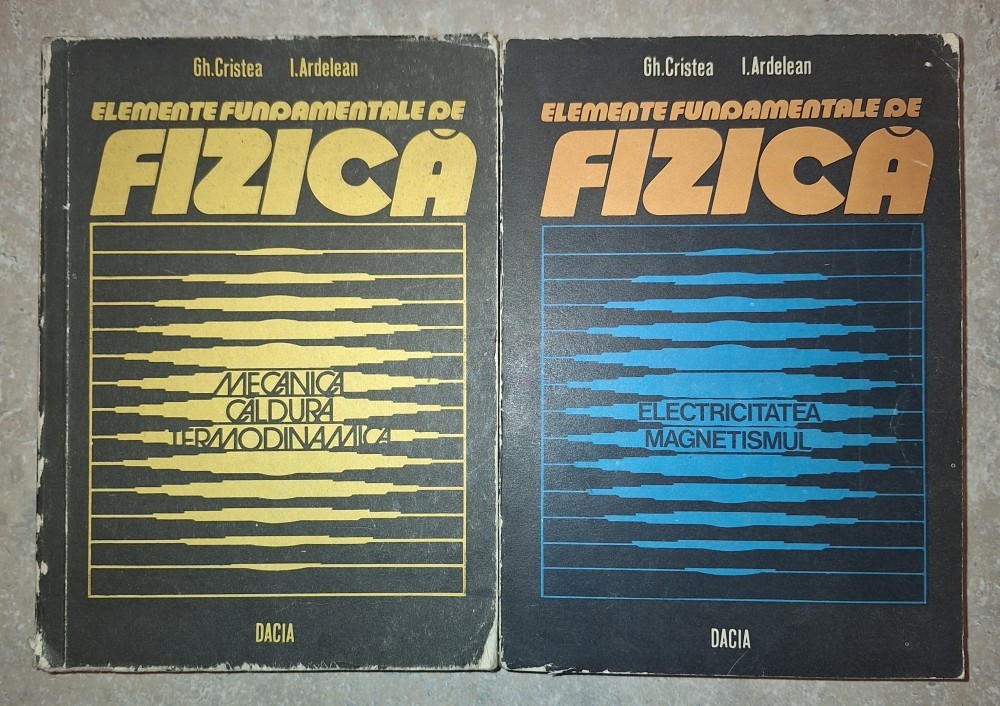 Gh.Cristea I.Ardelean
ELEMENTE FUNDAMENTALE DE
FIZICĂ
MECANICA
CĂLDURA
TERMODINAMICA
DACIA
Gh.Cristea I.Ardelean
ELEMENTE FUNDAMENTALE DE
FIZICĂ
ELECTRICITATEA
MAGNETISMUL
DACIA